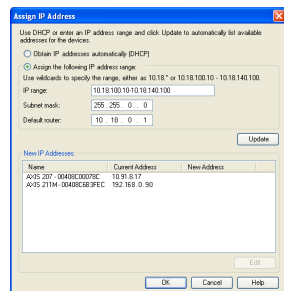 Assign IP Address
Use DHCP or enter an IP address range and click Update to automatically list available
addresses for the devices.
Obtain IP addresses automatically (DHCP)
Assign the following IP address range:
Use wildcards to specify the range, either as 10.18.* or 10.18.100.10 - 10.18.140.100.
IP range: 10.18.100.10-10.18.140.100
Subnet mask: 255 . 255 . 0 . 0
Default router: 10 . 18 . 0 . 1
Update
New IP Addresses:
Name Current Address New Address
AXIS 207 - 00408C00078C 10.91.8.17
AXIS 211M - 00408C6B3FEC 192.168.0.90
Edit
OK Cancel Help